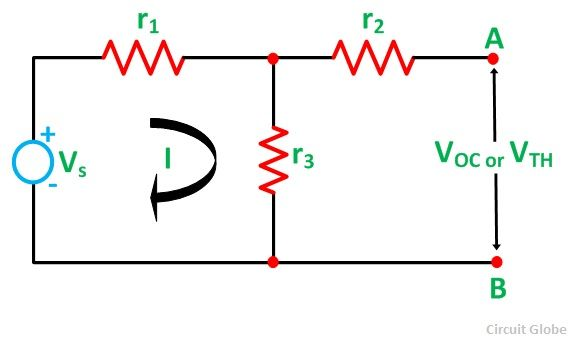 r1
r2
A
+
Vs
-
I
r3
VOC or VTH
B
Circuit Globe